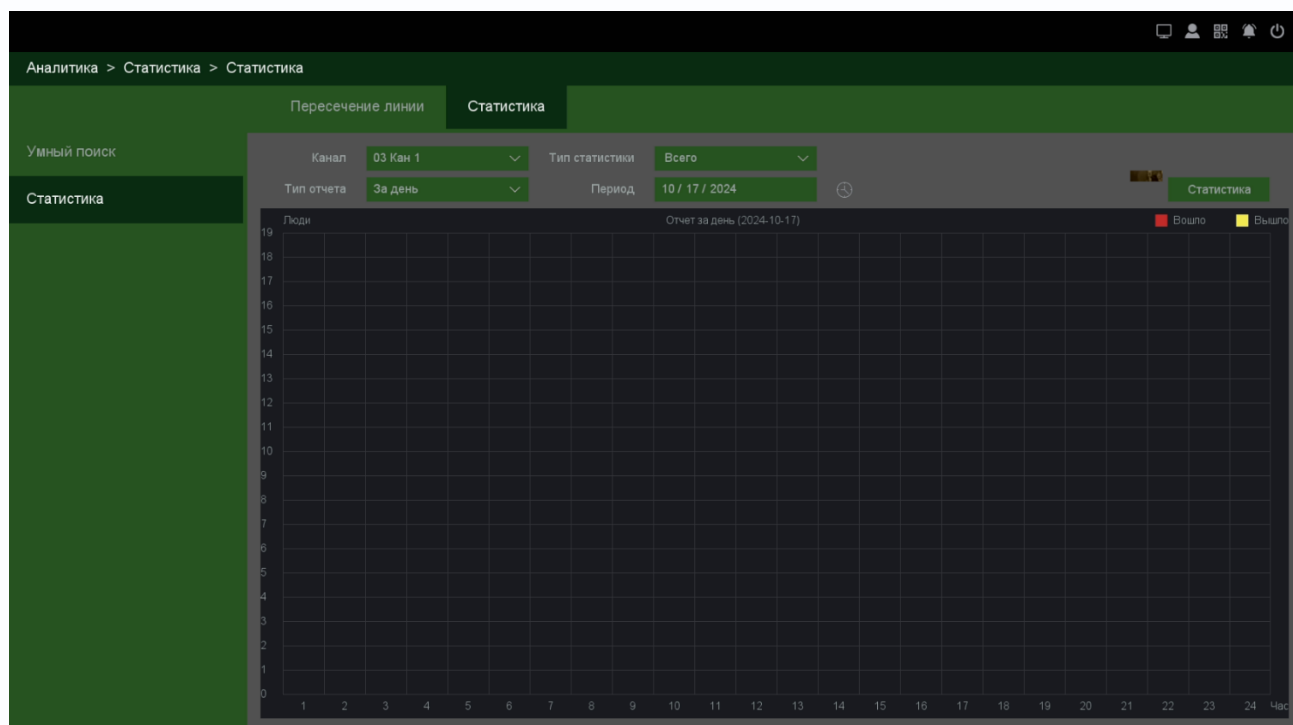 Аналитика > Статистика > Статистика
Пересечение линии Статистика
Умный поиск
Статистика
Канал 03 Кан 1 Тип статистики Всего
Тип отчета За день Период 10 / 17 / 2024 Статистика
Люди Отчет за день (2024-10-17) Вошло Вышло
19
18
17
16
15
14
13
12
11
10
9
8
7
6
5
4
3
2
1
0
1 2 3 4 5 6 7 8 9 10 11 12 13 14 15 16 17 18 19 20 21 22 23 24 Час